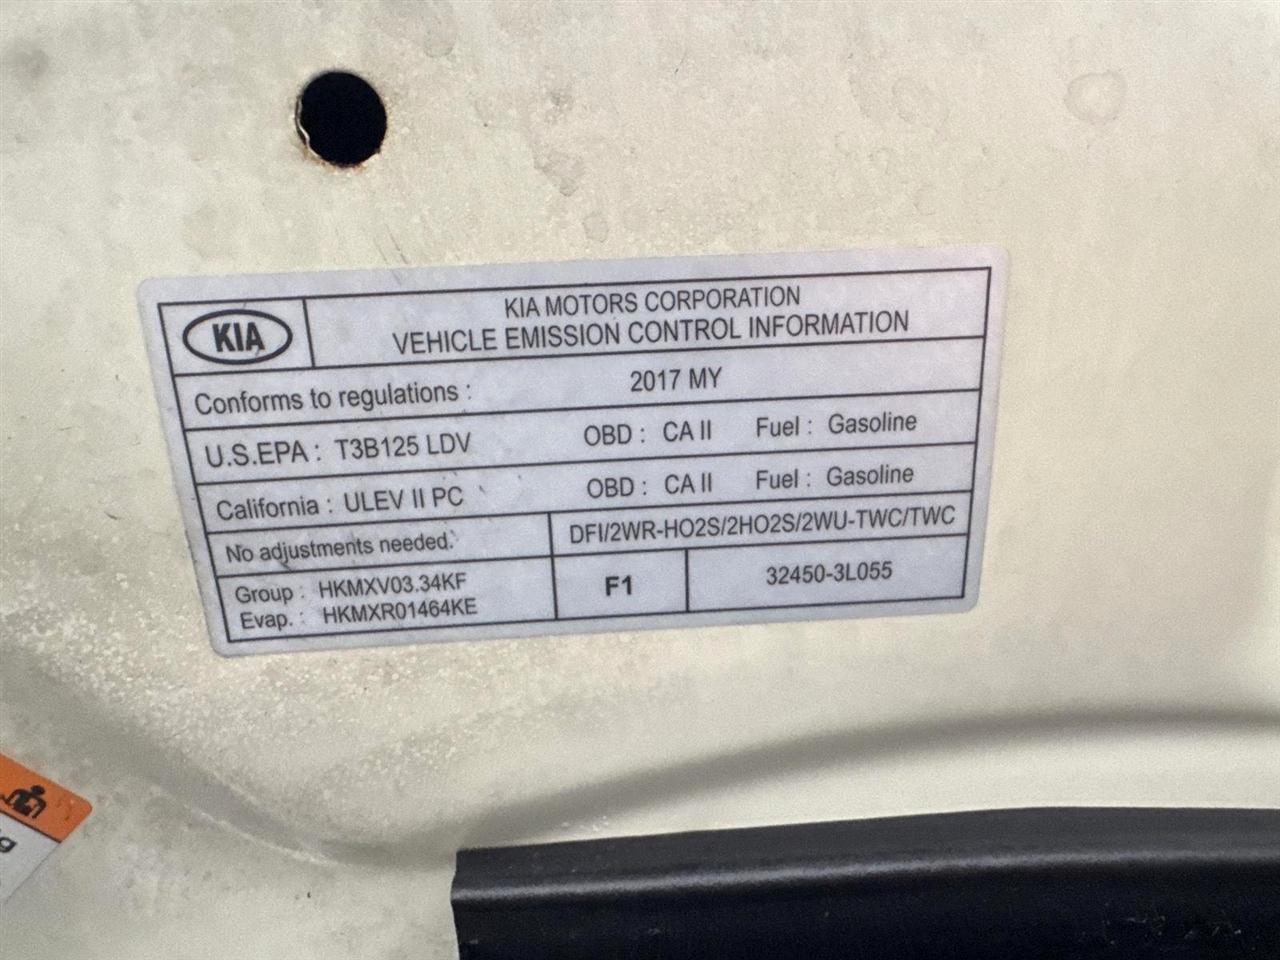 KIA
KIA MOTORS CORPORATION
VEHICLE EMISSION CONTROL INFORMATION
Conforms to regulations : 2017 MY
U.S.EPA : T3B125 LDV OBD : CA II Fuel : Gasoline
California : ULEV II PC OBD : CA II Fuel : Gasoline
No adjustments needed. DFI/2WR-HO2S/2HO2S/2WU-TWC/TWC
Group : HKMXV03.34KF
Evap. : HKMXR01464KE
F1
32450-3L055